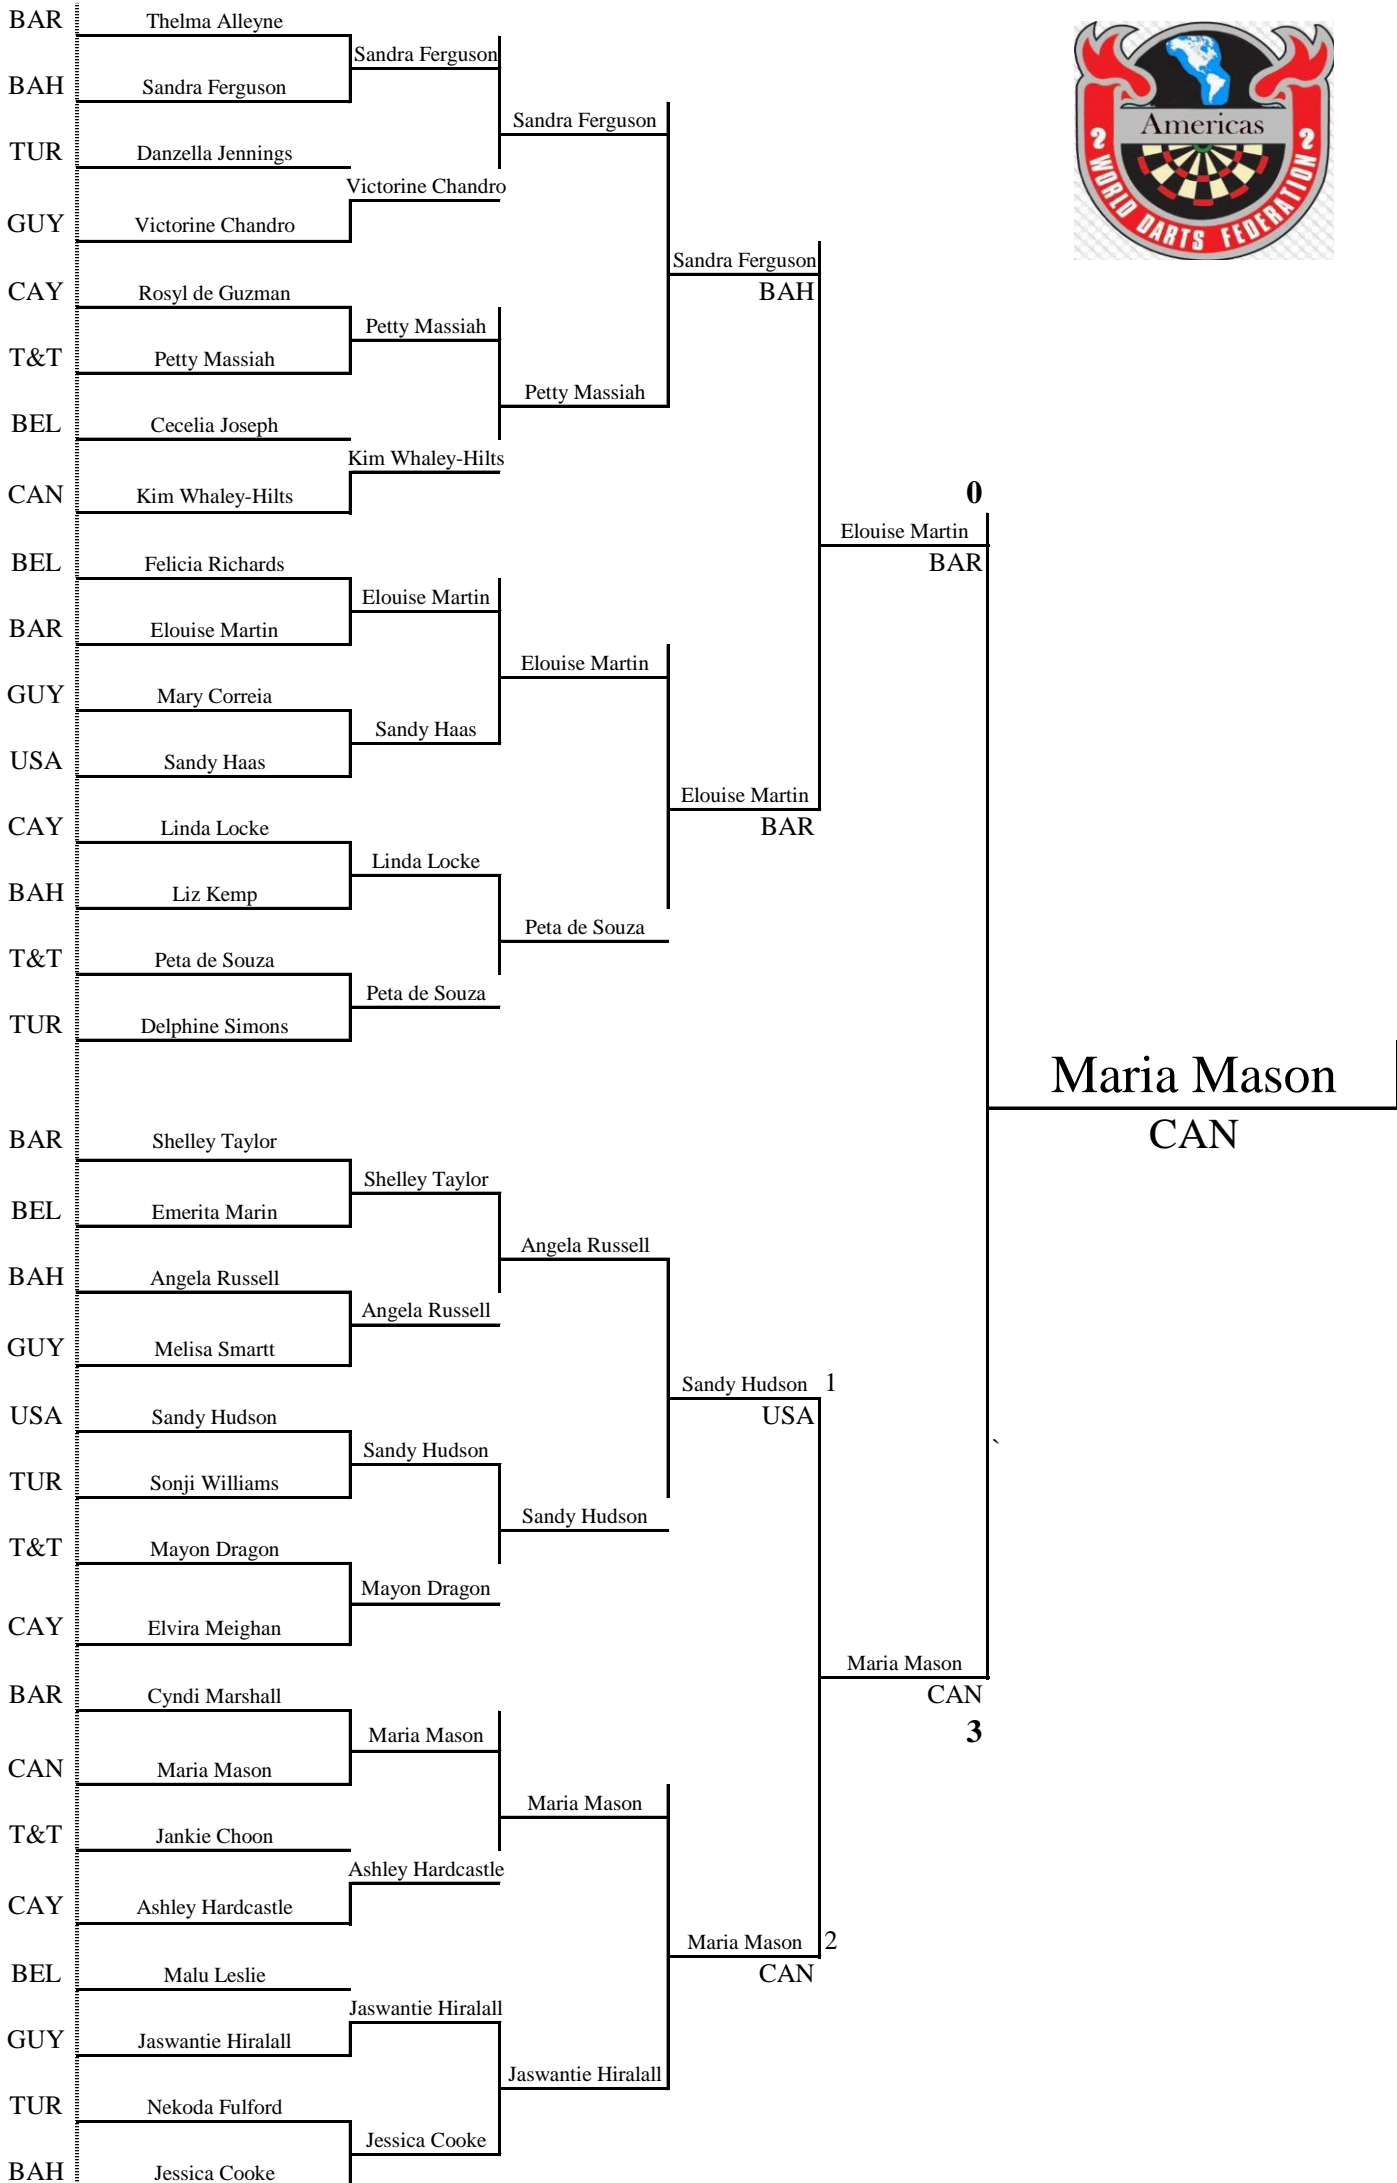 BAR Thelma Alleyne
Sandra Ferguson
BAH Sandra Ferguson
Sandra Ferguson
TUR Danzella Jennings
Victorine Chandro
GUY Victorine Chandro
Sandra Ferguson
BAH
CAY Rosyl de Guzman
Petty Massiah
T&T Petty Massiah
Petty Massiah
BEL Cecelia Joseph
Kim Whaley-Hilts
CAN Kim Whaley-Hilts
0
Elouise Martin
BAR
BEL Felicia Richards
Elouise Martin
BAR Elouise Martin
Elouise Martin
GUY Mary Correia
Sandy Haas
USA Sandy Haas
Elouise Martin
BAR
CAY Linda Locke
Linda Locke
BAH Liz Kemp
Peta de Souza
T&T Peta de Souza
Peta de Souza
TUR Delphine Simons
Maria Mason
CAN
BAR Shelley Taylor
Shelley Taylor
BEL Emerita Marin
Angela Russell
BAH Angela Russell
Angela Russell
GUY Melisa Smartt
Sandy Hudson 1
USA
USA Sandy Hudson
`
Sandy Hudson
TUR Sonji Williams
Sandy Hudson
T&T Mayon Dragon
Mayon Dragon
CAY Elvira Meighan
Maria Mason
CAN
3
BAR Cyndi Marshall
Maria Mason
CAN Maria Mason
Maria Mason
T&T Jankie Choon
Ashley Hardcastle
CAY Ashley Hardcastle
Maria Mason 2
CAN
BEL Malu Leslie
Jaswantie Hiralall
GUY Jaswantie Hiralall
Jaswantie Hiralall
TUR Nekoda Fulford
Jessica Cooke
BAH Jessica Cooke
Americas
2 WORLD DARTS FEDERATION 2